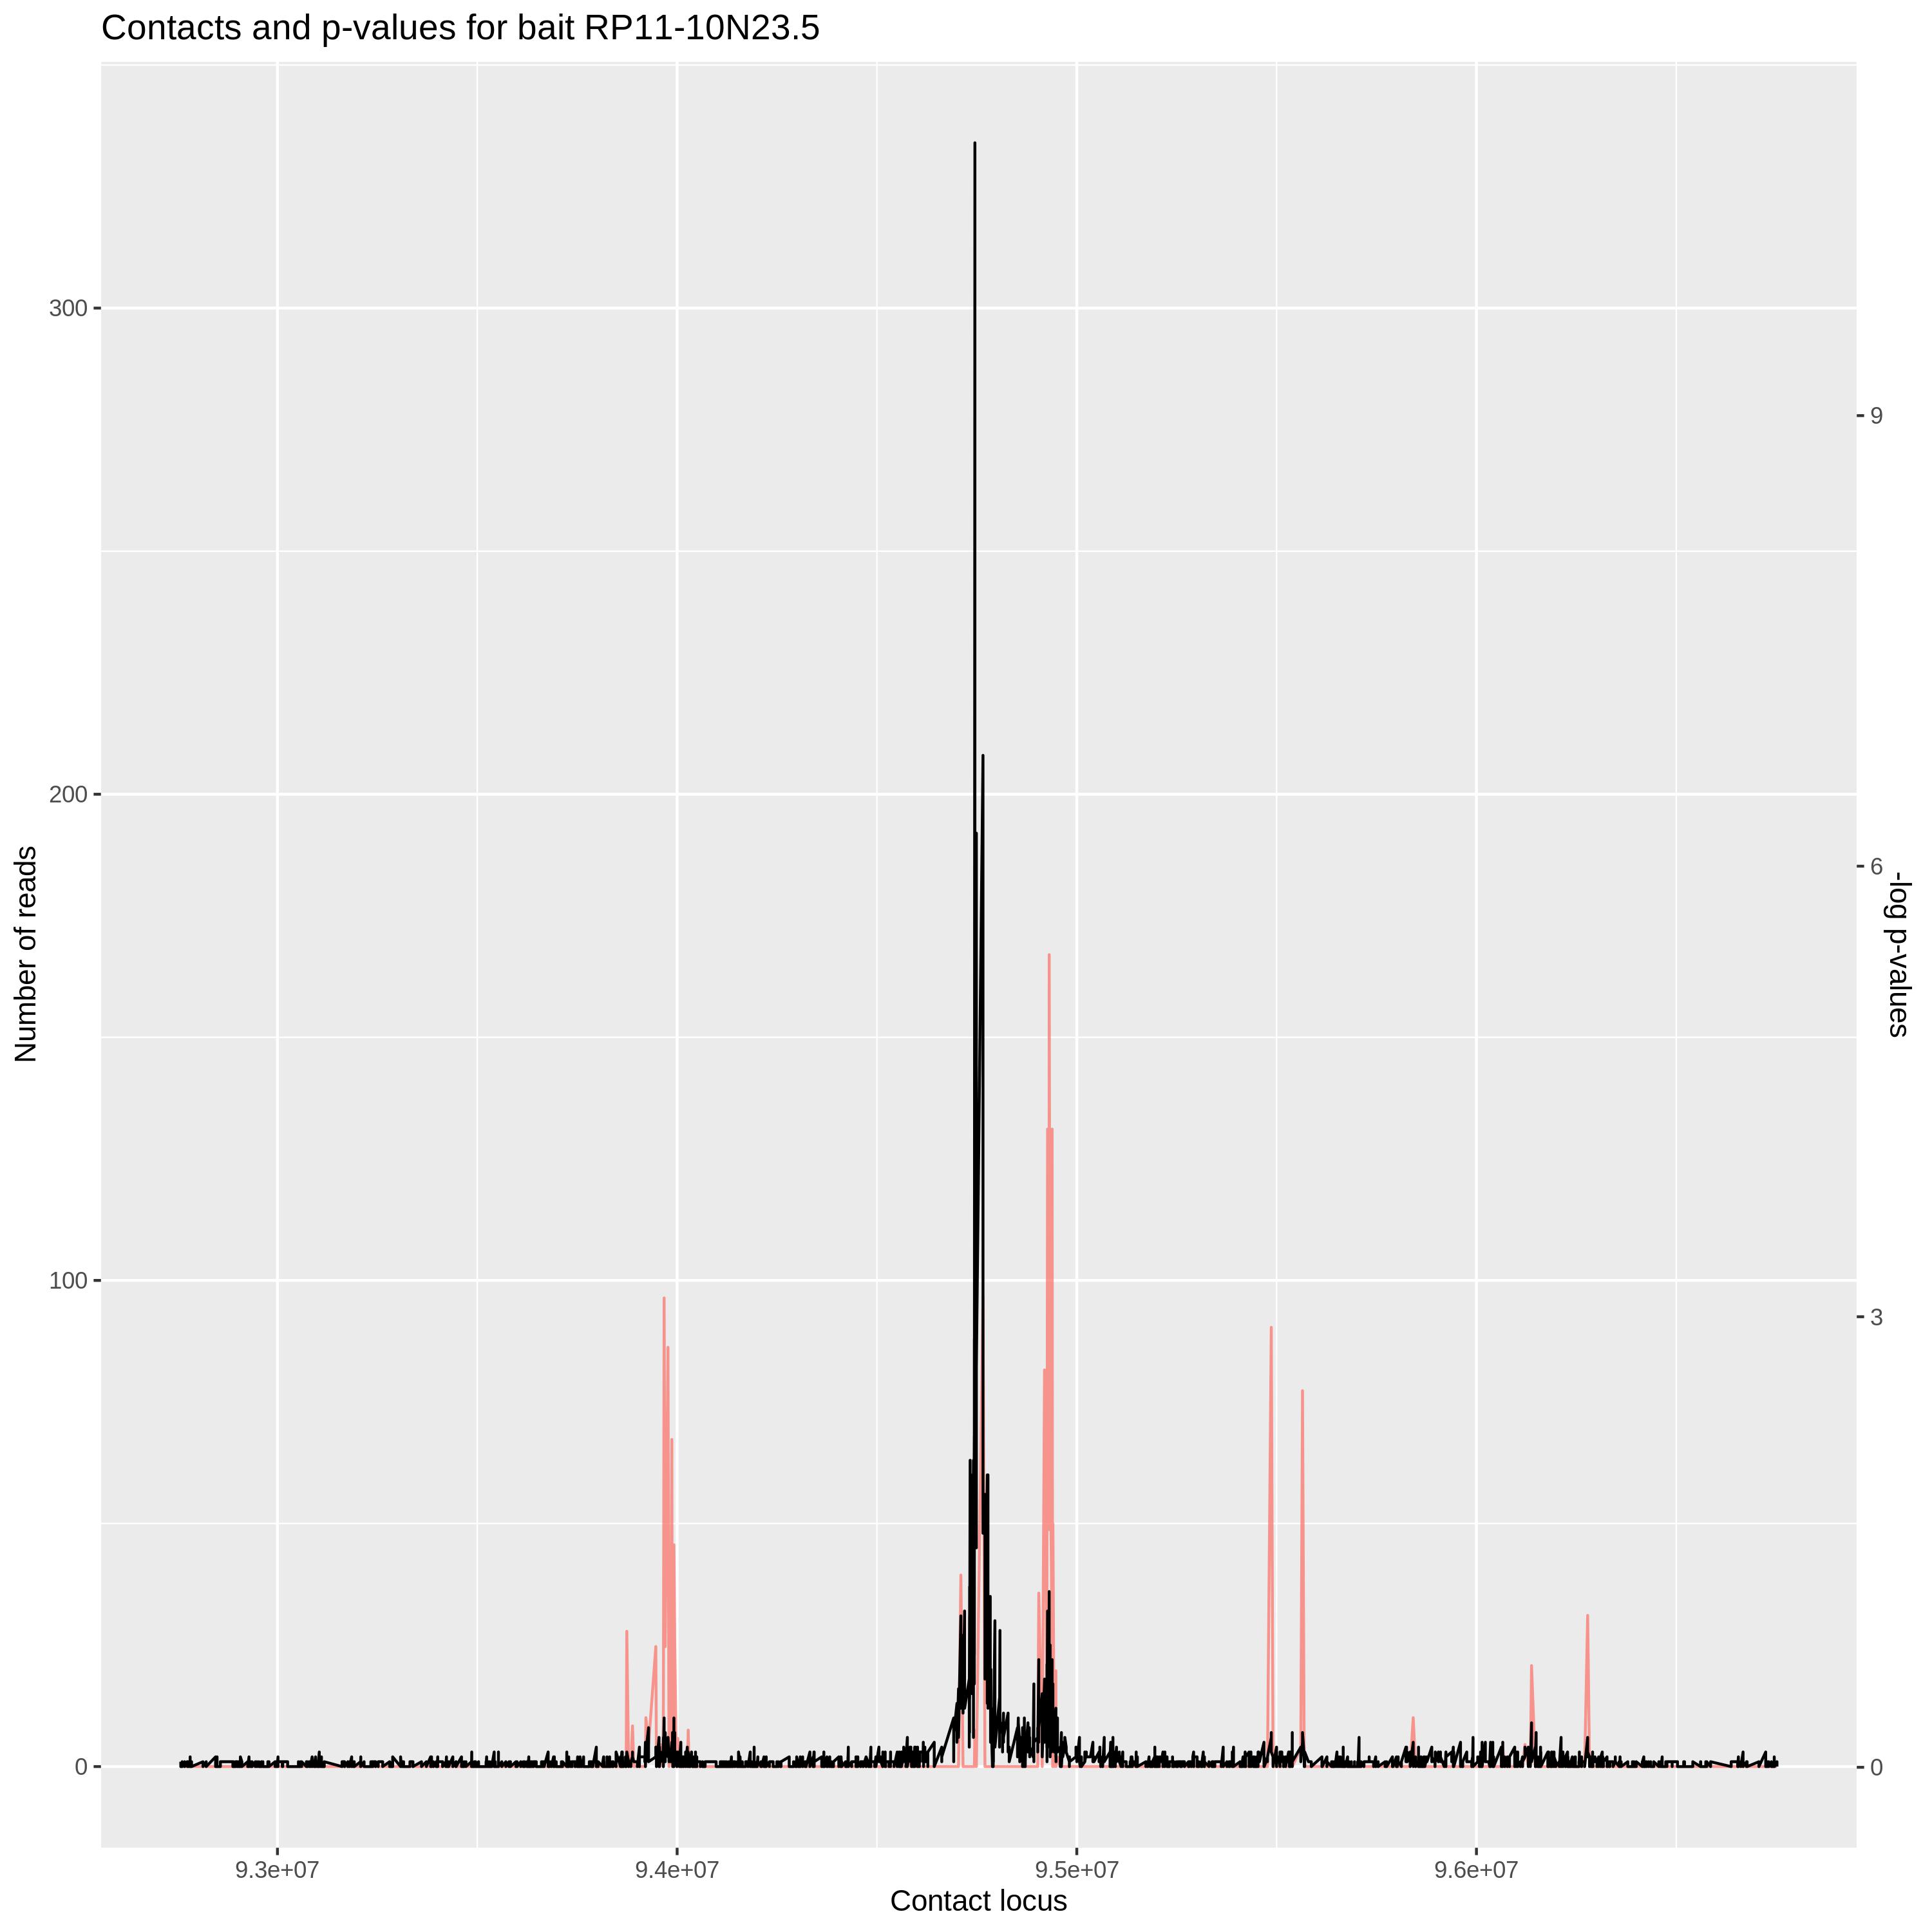 Contacts and p-values for bait RP11-10N23.5
300
200
100
0
Number of reads
9
6
3
0
-log p-values
9.3e+07
9.4e+07
9.5e+07
9.6e+07
Contact locus